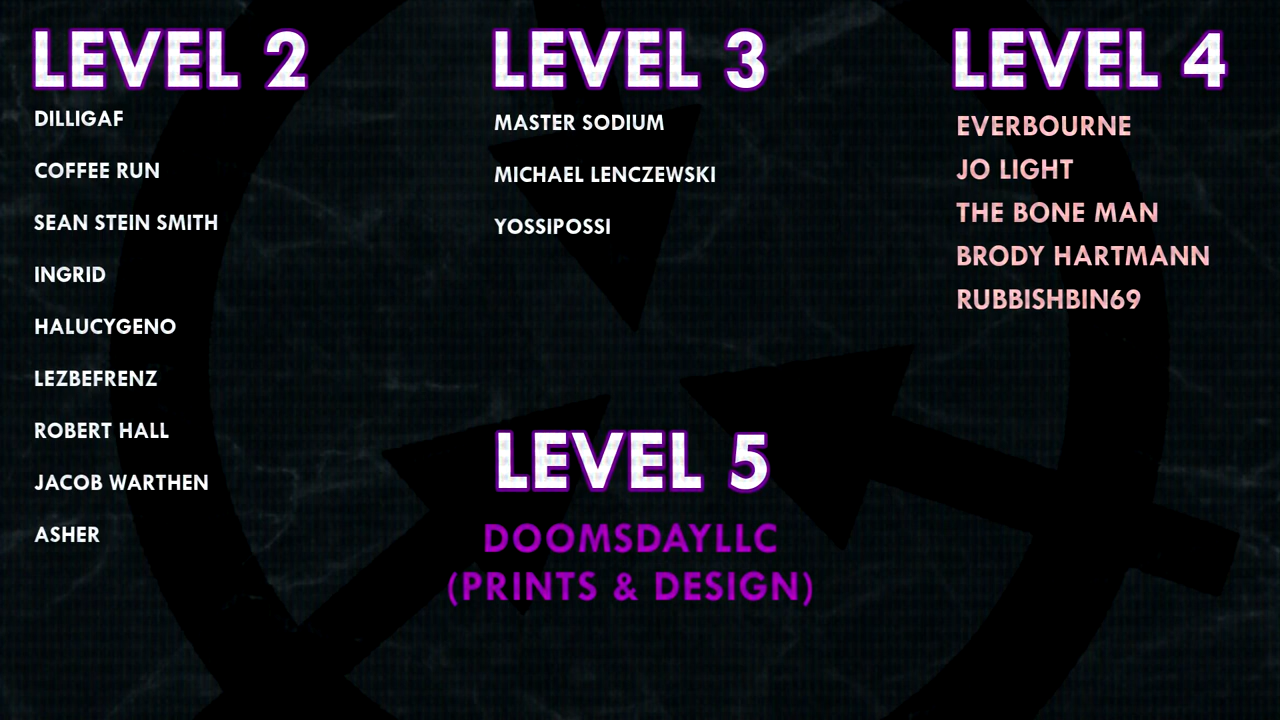 LEVEL 2
DILLIGAF
COFFEE RUN
SEAN STEIN SMITH
INGRID
HALUCYGENO
LEZBEFRENZ
ROBERT HALL
JACOB WARTHEN
ASHER
LEVEL 3
MASTER SODIUM
MICHAEL LENCZEWSKI
YOSSIPOSSI
LEVEL 4
EVERBOURNE
JO LIGHT
THE BONE MAN
BRODY HARTMANN
RUBBISHBIN69
LEVEL 5
DOOMSDAYLLC
(PRINTS & DESIGN)